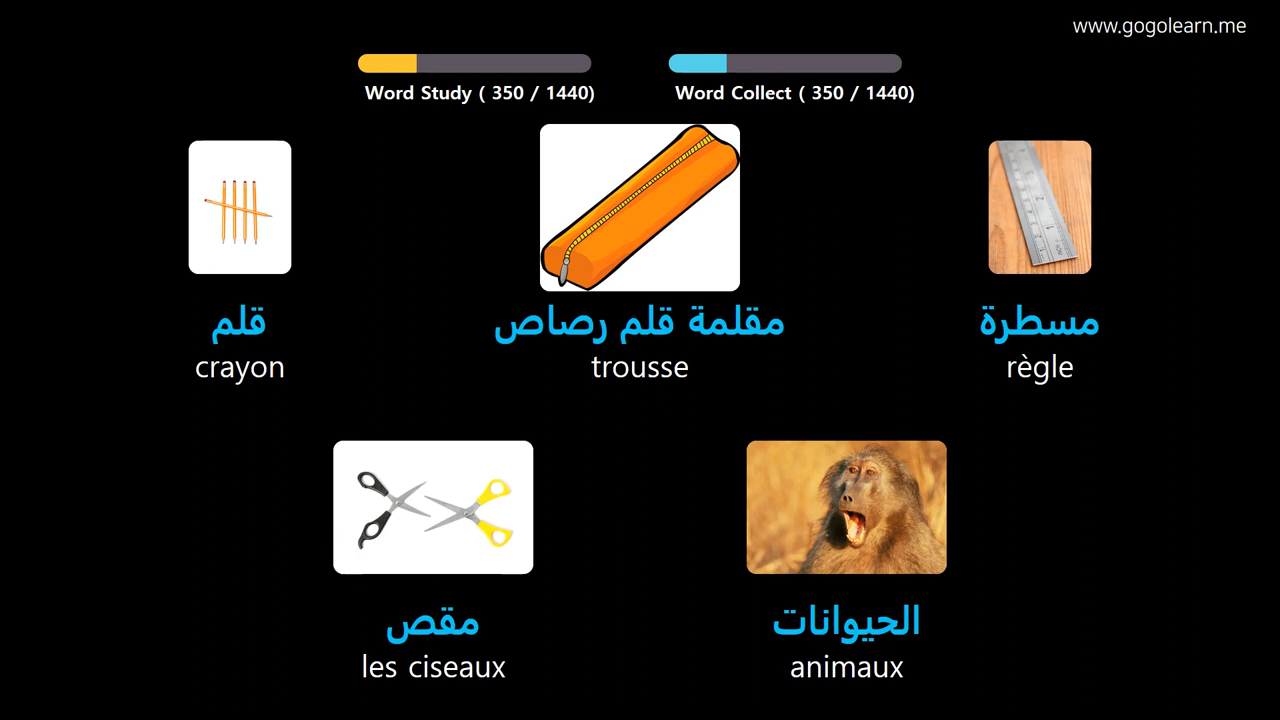 www.gogolearn.me
Word Study ( 350 / 1440)
Word Collect ( 350 / 1440)
قلم
crayon
مقلمة قلم رصاص
trousse
مسطرة
règle
مقص
les ciseaux
الحيوانات
animaux